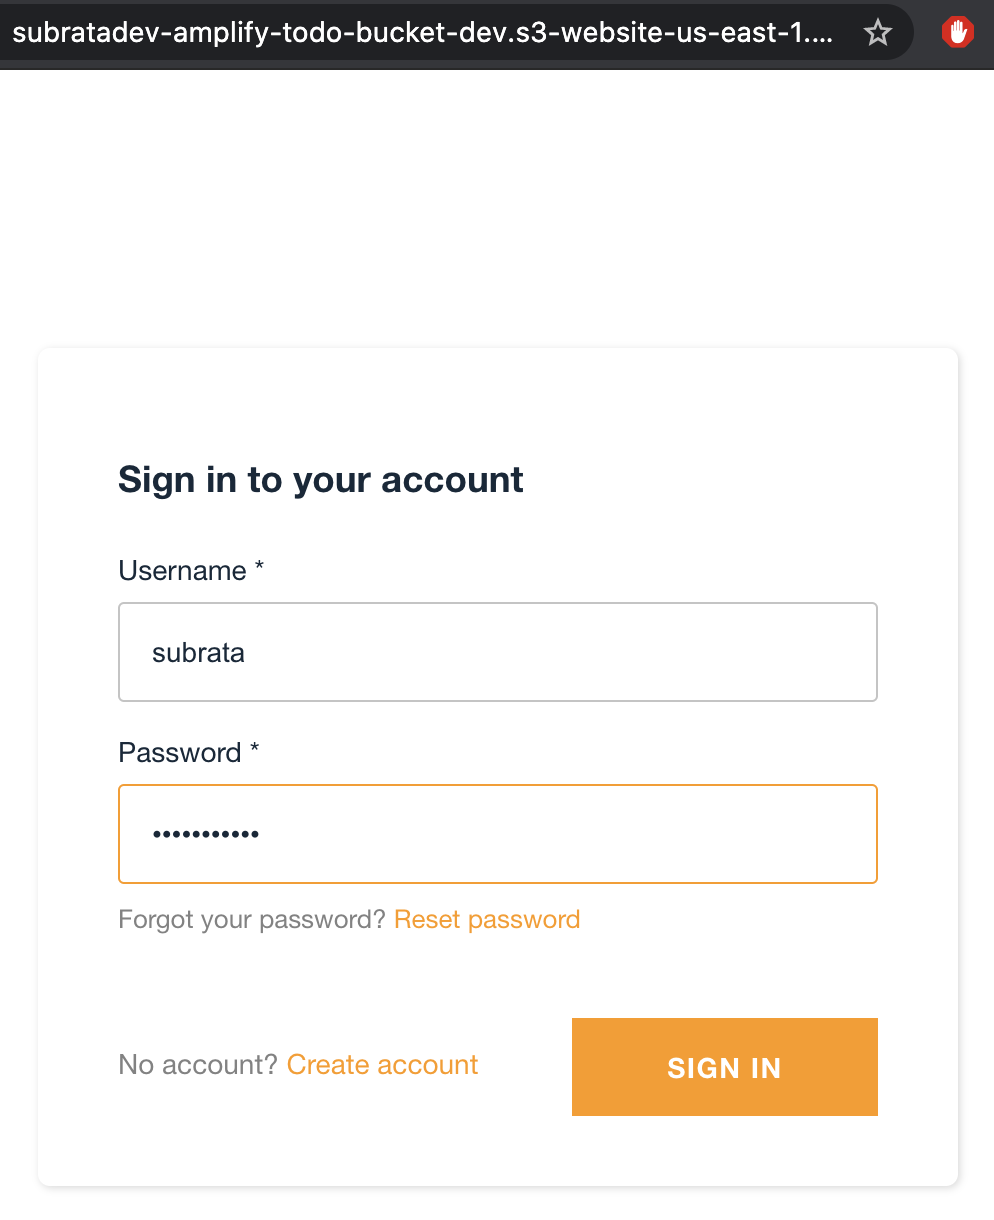 subratadev-amplify-todo-bucket-dev.s3-website-us-east-1....
Sign in to your account
Username *
subrata
Password *
•••••••••••
Forgot your password? Reset password
No account? Create account
SIGN IN